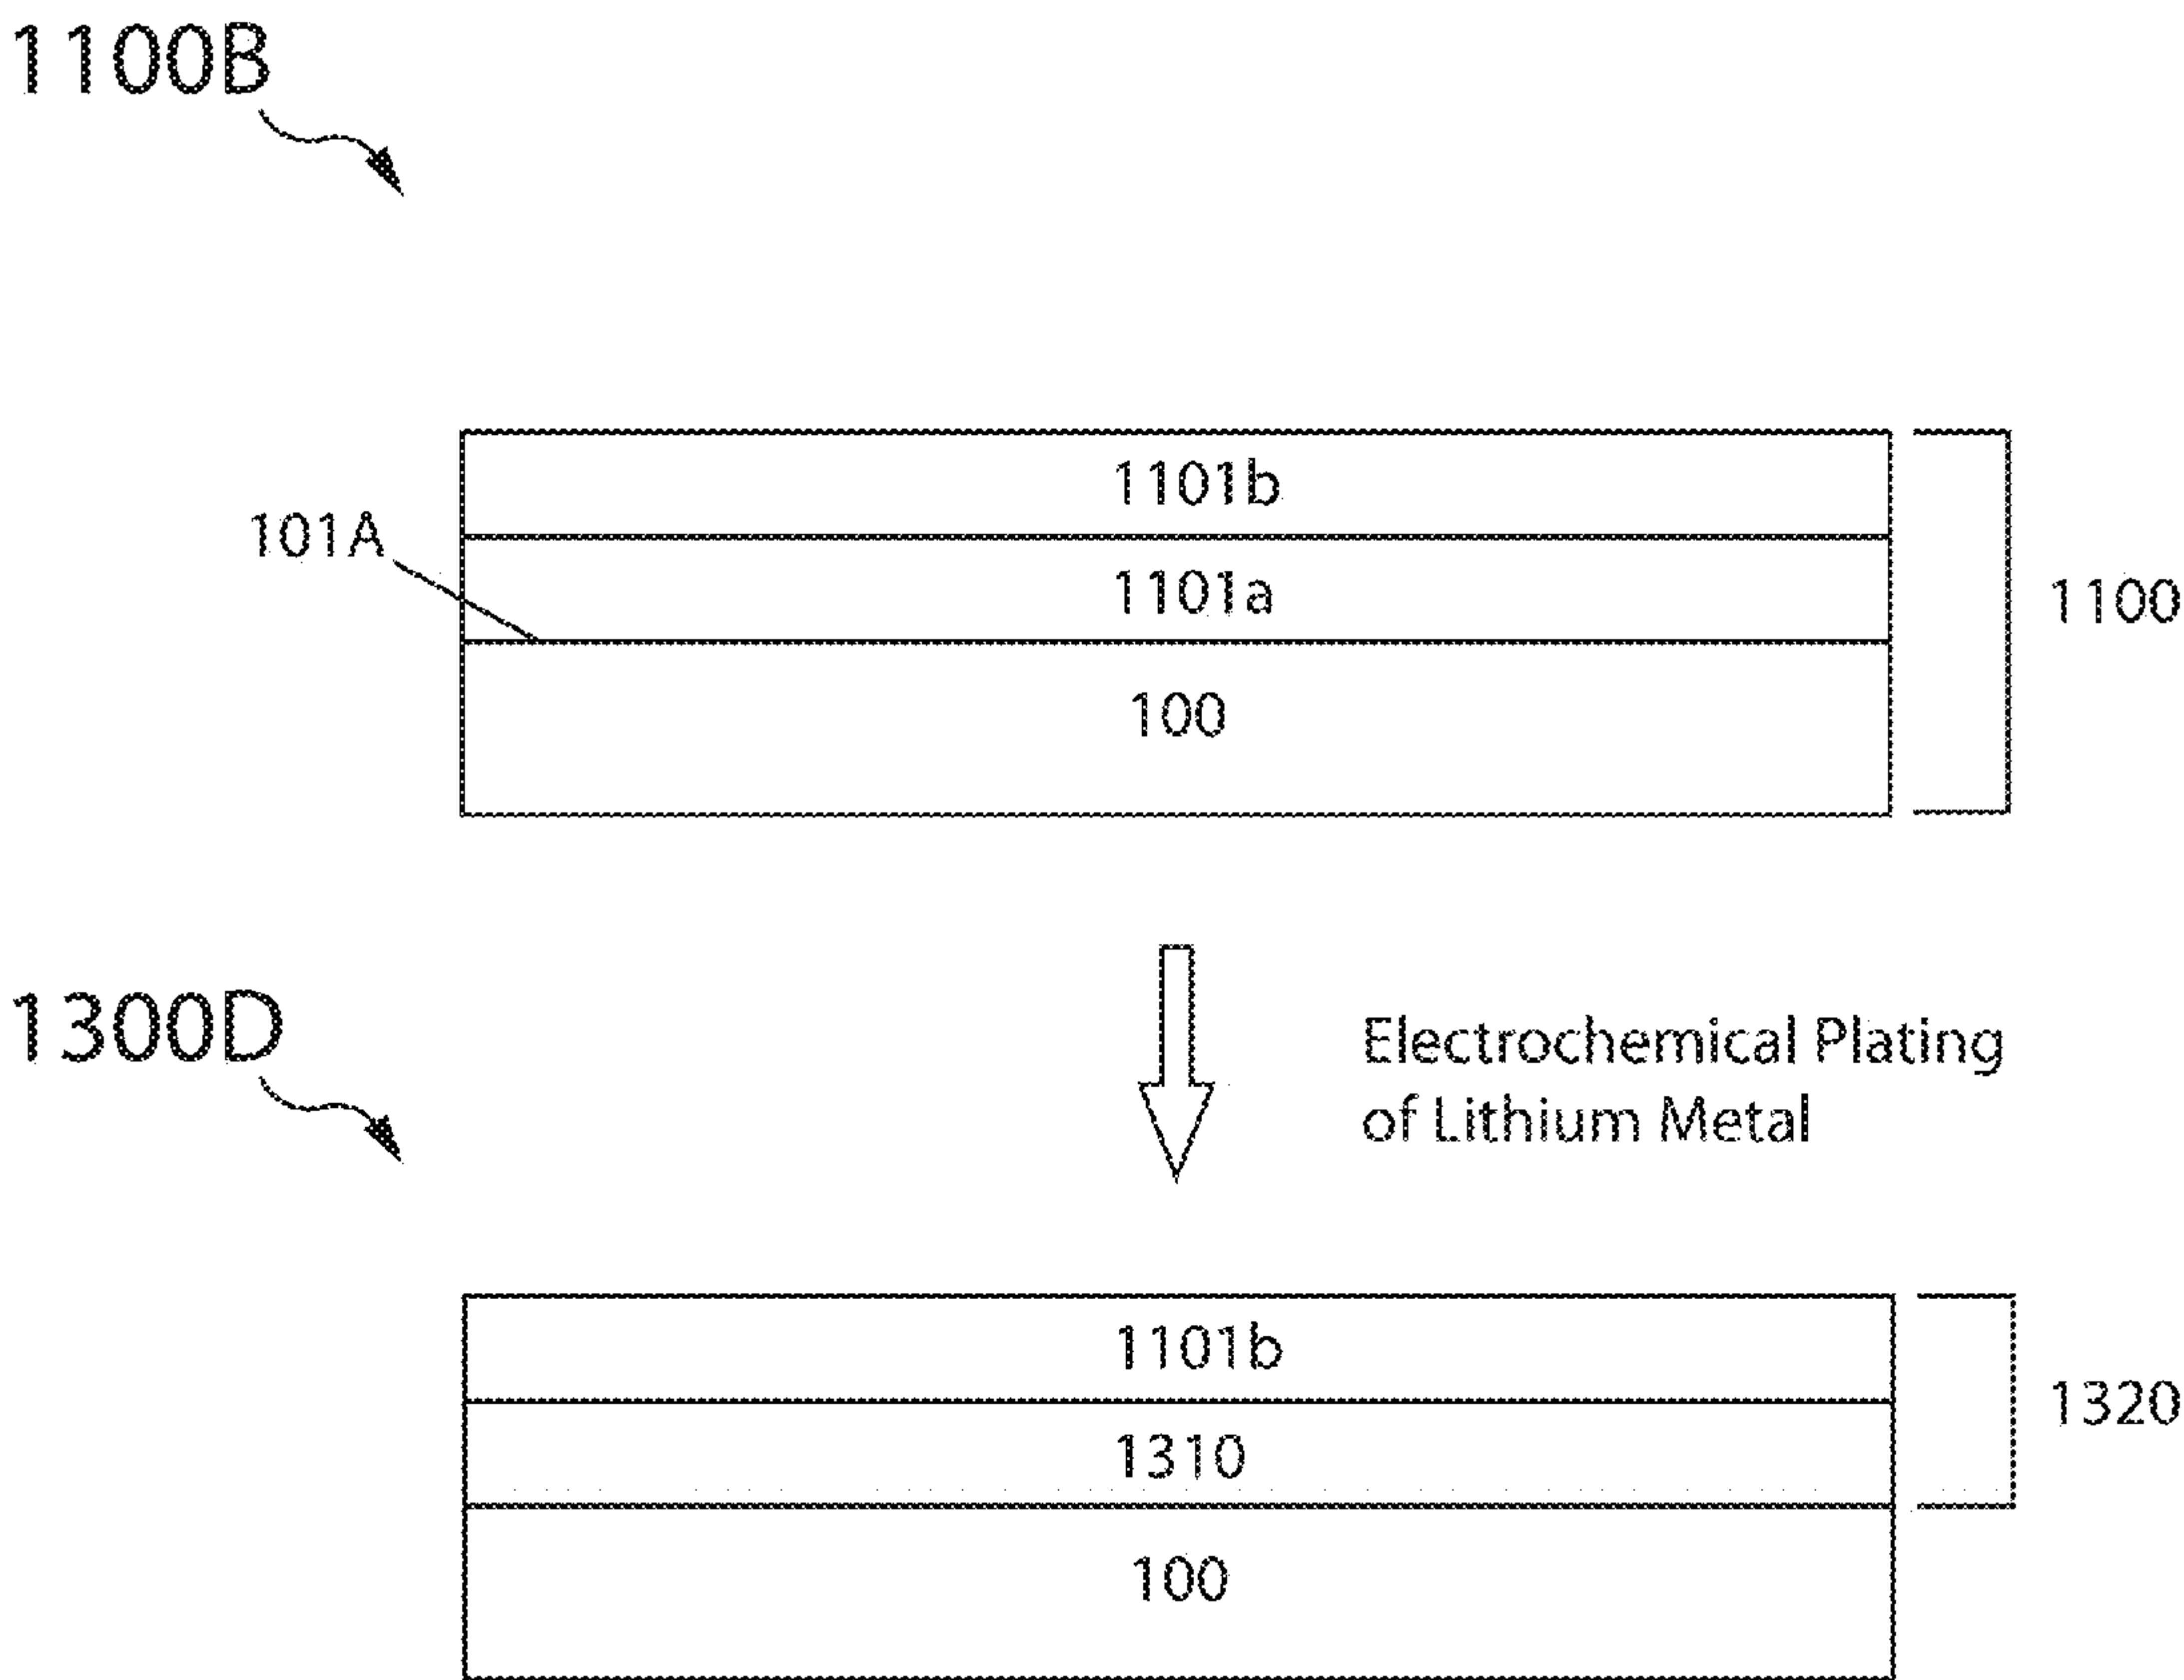 1100B
1101b
101A
1101a
1100
100
1300D
Electrochemical Plating
of Lithium Metal
1101b
1320
1310
100